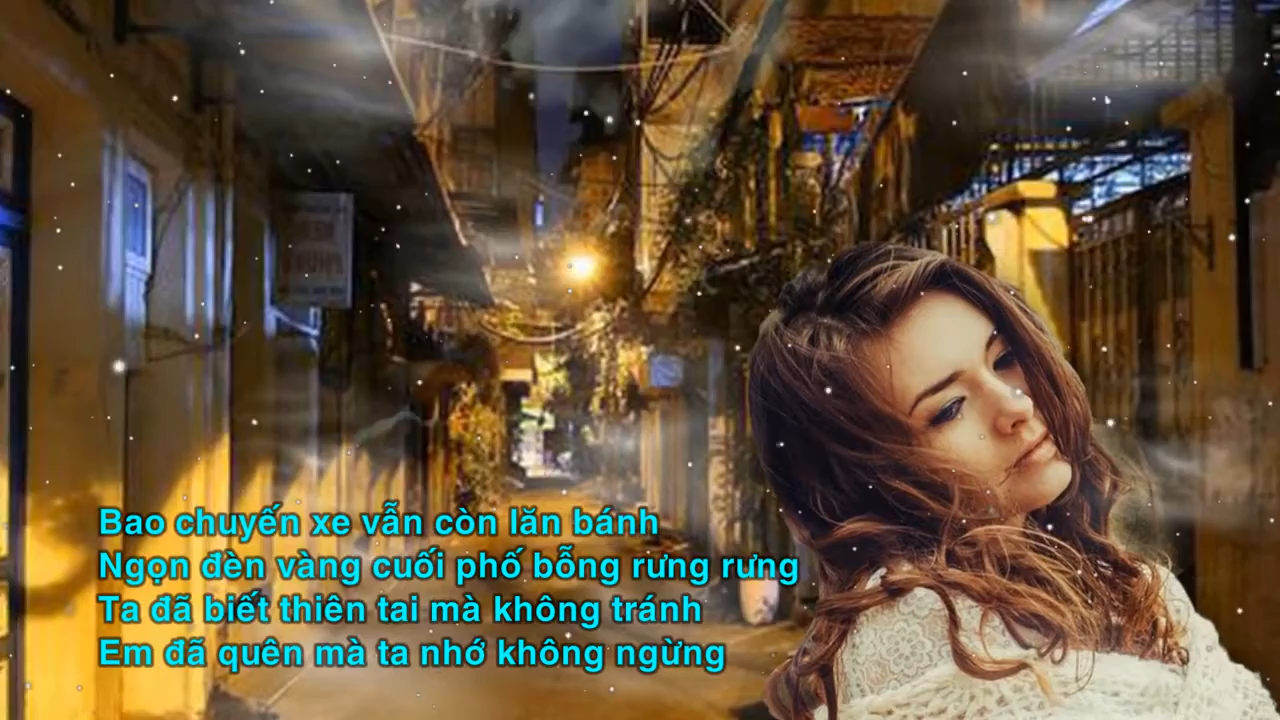 Bao chuyến xe vẫn còn lăn bánh
Ngọn đèn vàng cuối phố bỗng rưng rưng
Ta đã biết thiên tai mà không tránh
Em đã quên mà ta nhớ không ngừng